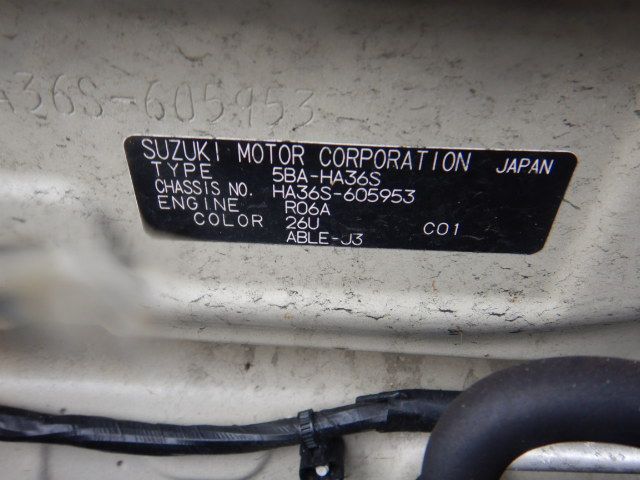 A36S-605953
SUZUKI MOTOR CORPORATION JAPAN
TYPE 5BA-HA36S
CHASSIS NO. HA36S-605953
ENGINE R06A
COLOR 26U C01
ABLE-J3